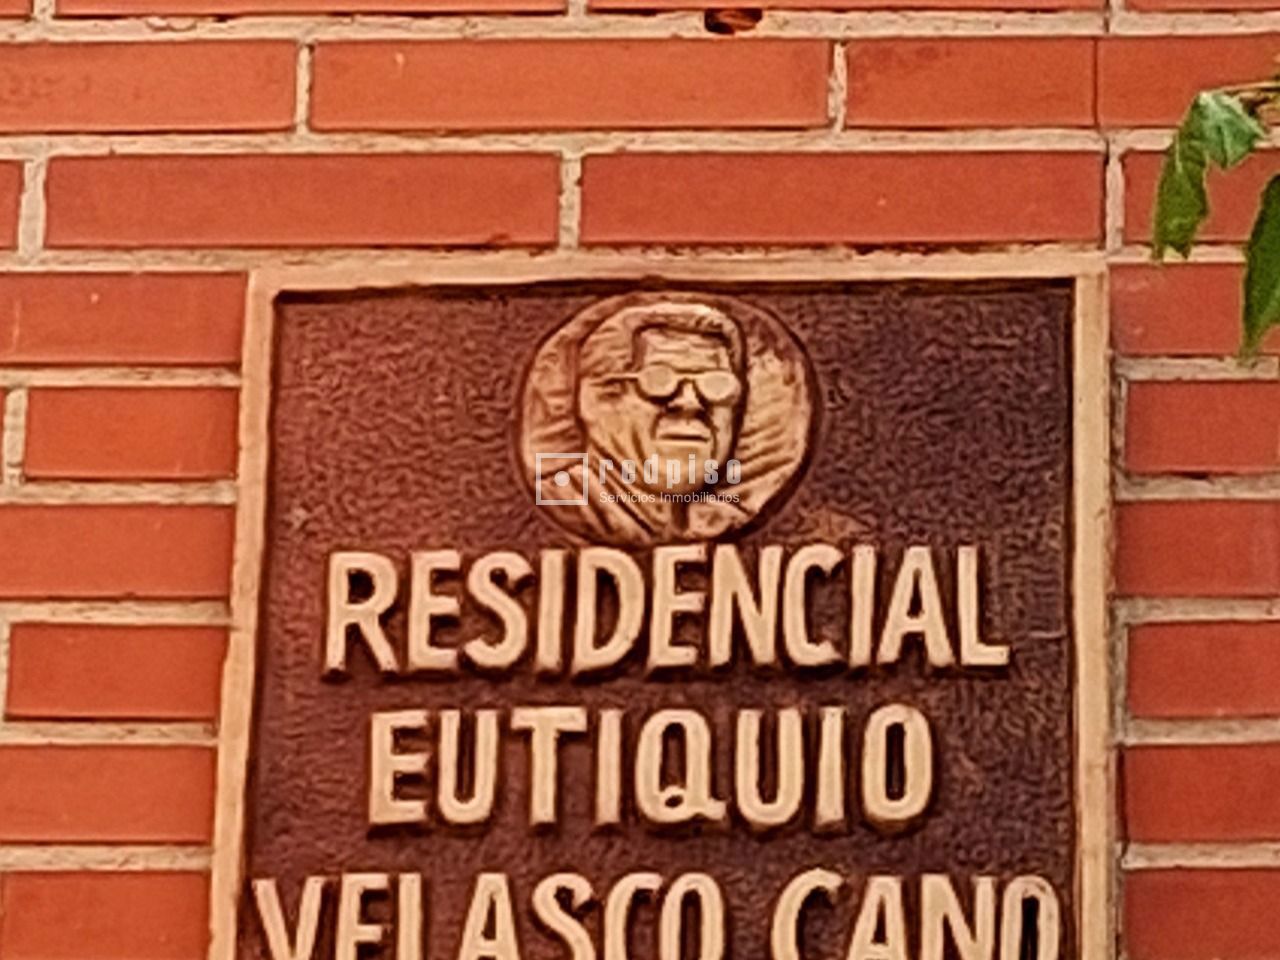 redpiso
Servicios Inmobiliarios
RESIDENCIAL
EUTIQUIO
VELASCO CANO